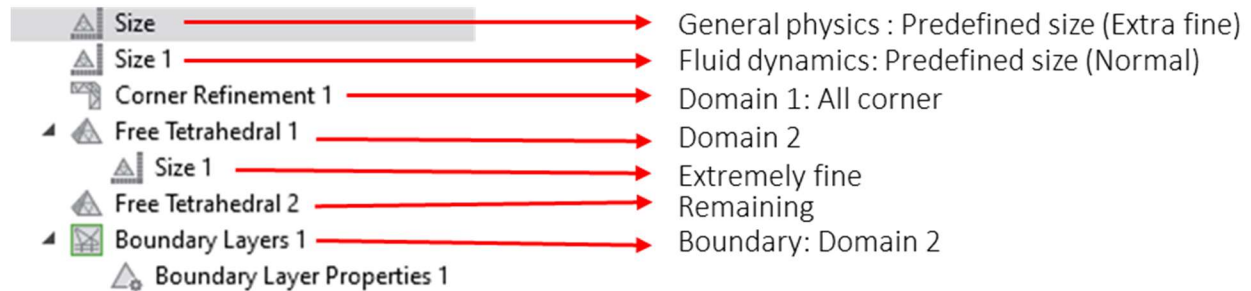 Size General physics : Predefined size (Extra fine)
Size 1 Fluid dynamics: Predefined size (Normal)
Corner Refinement 1 Domain 1: All corner
Free Tetrahedral 1 Domain 2
Size 1 Extremely fine
Free Tetrahedral 2 Remaining
Boundary Layers 1 Boundary: Domain 2
Boundary Layer Properties 1